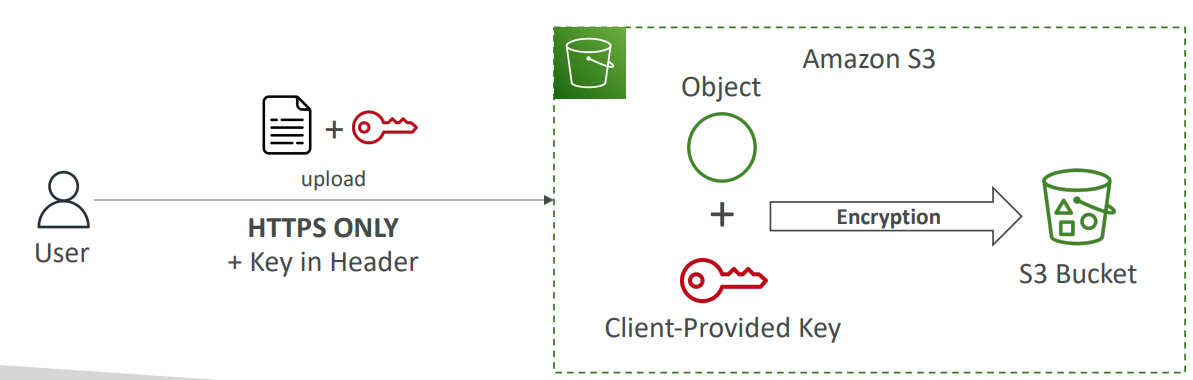 Amazon S3
Object
+
upload
HTTPS ONLY
+ Key in Header
User
+
Encryption
S3 Bucket
Client-Provided Key